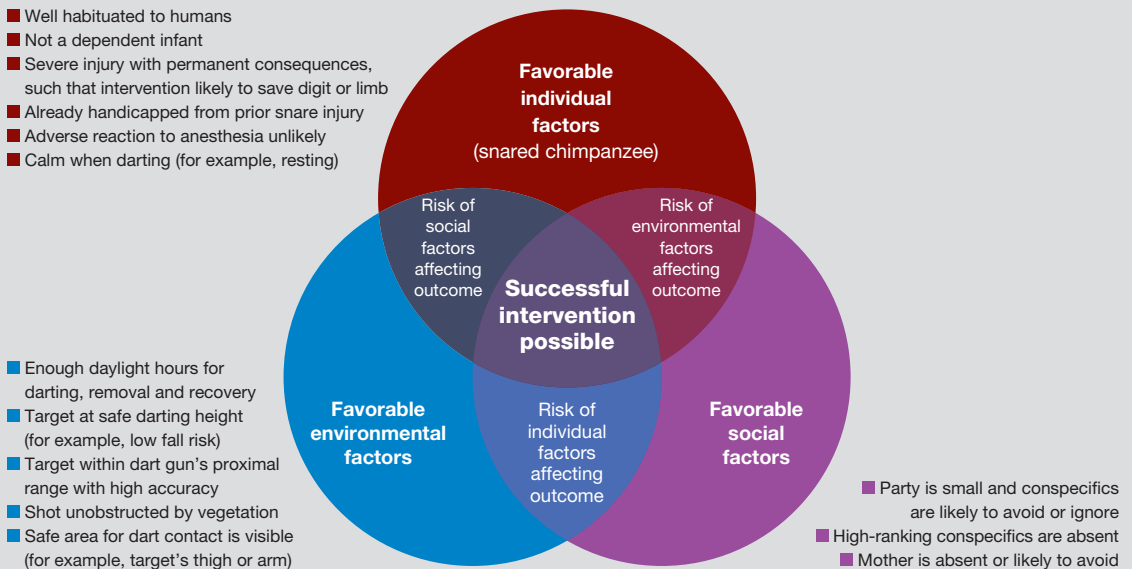 Well habituated to humans
Not a dependent infant
Severe injury with permanent consequences,
such that intervention likely to save digit or limb
Already handicapped from prior snare injury
Adverse reaction to anesthesia unlikely
Calm when darting (for example, resting)
Favorable
individual
factors
(snared chimpanzee)
Risk of
social
factors
affecting
outcome
Risk of
environmental
factors
affecting
outcome
Successful
intervention
possible
Enough daylight hours for
darting, removal and recovery
Target at safe darting height
(for example, low fall risk)
Target within dart gun's proximal
range with high accuracy
Shot unobstructed by vegetation
Safe area for dart contact is visible
(for example, target's thigh or arm)
Favorable
environmental
factors
Risk of
individual
factors
affecting
outcome
Favorable
social
factors
Party is small and conspecifics
are likely to avoid or ignore
High-ranking conspecifics are absent
Mother is absent or likely to avoid